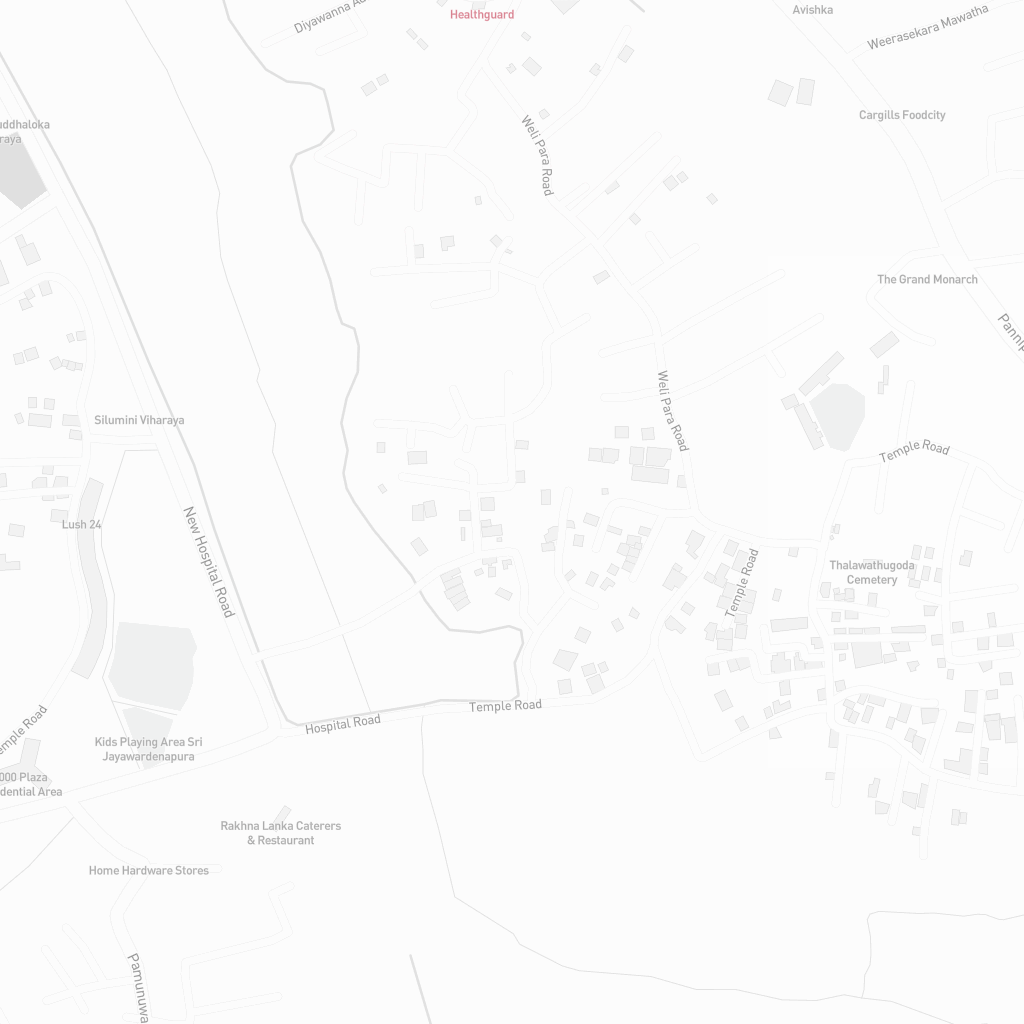 Healthguard
Diyawanna
Avishka
Weerasekara Mawatha
Cargills Foodcity
Weli Para Road
The Grand Monarch
Weli Para Road
Silumini Viharaya
Temple Road
Lush 24
New Hospital Road
Temple Road
Thalawathugoda
Cemetery
Temple Road
Hospital Road
Temple Road
Kids Playing Area Sri
Jayawardenapura
Plaza
Area
Rakhna Lanka Caterers
& Restaurant
Home Hardware Stores
Pamunuwa